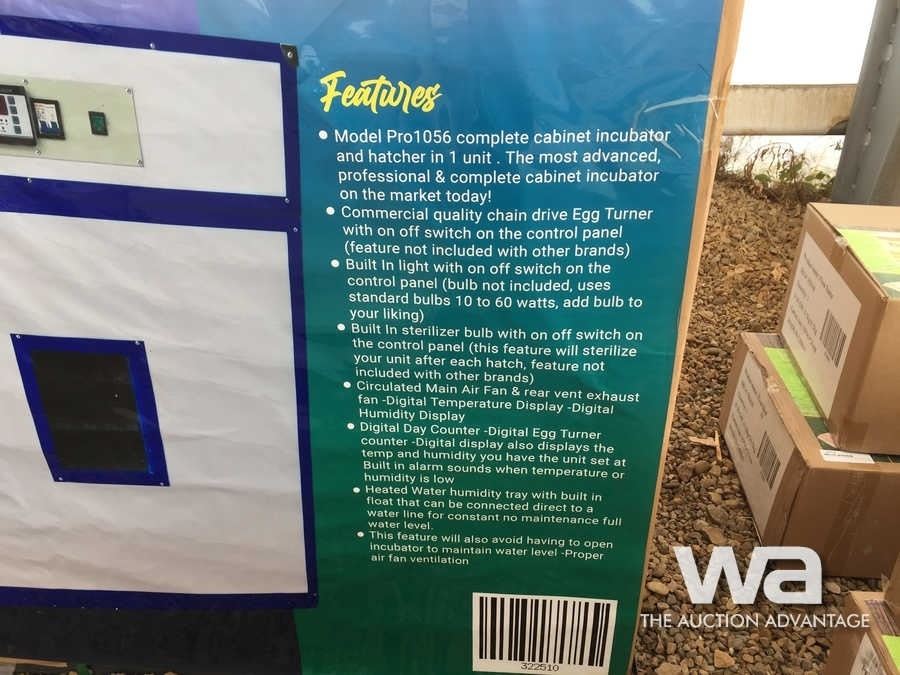 Features
• Model Pro1056 complete cabinet incubator
and hatcher in 1 unit . The most advanced,
professional & complete cabinet incubator
on the market today!
• Commercial quality chain drive Egg Turner
with on off switch on the control panel
(feature not included with other brands)
• Built In light with on off switch on the
control panel (bulb not included, uses
standard bulbs 10 to 60 watts, add bulb to
your liking)
• Built In sterilizer bulb with on off switch on
the control panel (this feature will sterilize
your unit after each hatch, feature not
included with other brands)
• Circulated Main Air Fan & rear vent exhaust
fan -Digital Temperature Display -Digital
Humidity Display
• Digital Day Counter -Digital Egg Turner
counter -Digital display also displays the
temp and humidity you have the unit set at
Built in alarm sounds when temperature or
humidity is low
• Heated Water humidity tray with built in
float that can be connected direct to a
water line for constant no maintenance full
water level.
• This feature will also avoid having to open
incubator to maintain water level -Proper
air fan ventilation
322510
wa
THE AUCTION ADVANTAGE